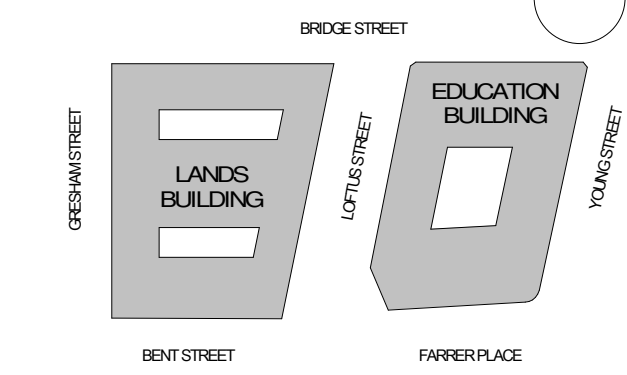 BRIDGE STREET
EDUCATION
BUILDING
GRESHAM STREET
LANDS
BUILDING
LOFTUS STREET
YOUNG STREET
BENT STREET
FARRER PLACE